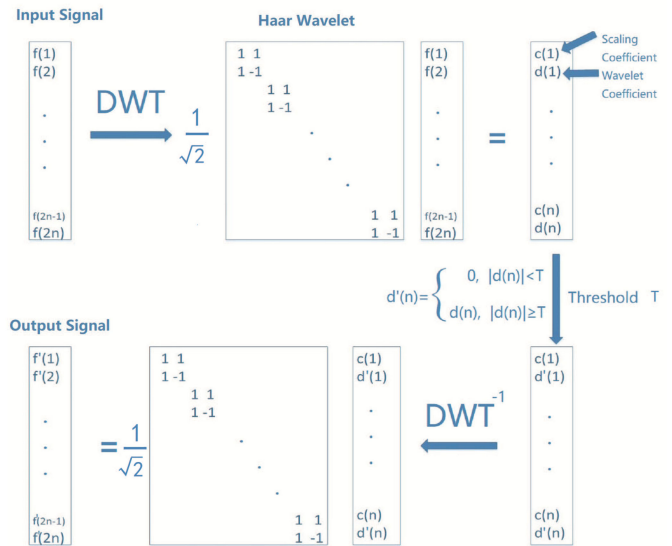 Input Signal
Haar Wavelet
f(1)
f(2)
.
.
.
f(2n-1)
f(2n)
DWT
1
√2
1 1
1 -1
1 1
1 -1
.
.
.
1 1
1 -1
f(1)
f(2)
.
.
.
f(2n-1)
f(2n)
=
c(1)
d(1)
.
.
.
c(n)
d(n)
Scaling
Coefficient
Wavelet
Coefficient
d'(n)={
0, |d(n)|<T
d(n), |d(n)|≥T
Threshold T
Output Signal
f'(1)
f'(2)
.
.
.
f'(2n-1)
f'(2n)
=
1
√2
1 1
1 -1
1 1
1 -1
.
.
.
1 1
1 -1
c(1)
d'(1)
.
.
.
c(n)
d'(n)
DWT-1
c(1)
d'(1)
.
.
.
c(n)
d'(n)